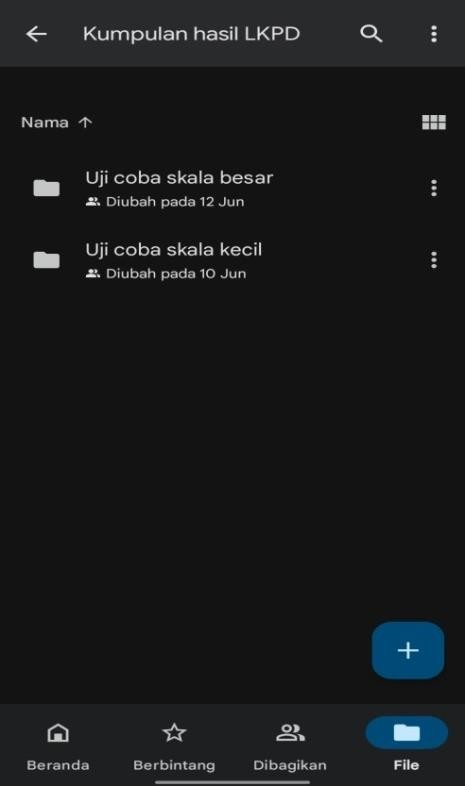 Kumpulan hasil LKPD
Nama ↑
Uji coba skala besar
Diubah pada 12 Jun
Uji coba skala kecil
Diubah pada 10 Jun
Beranda
Berbintang
Dibagikan
File